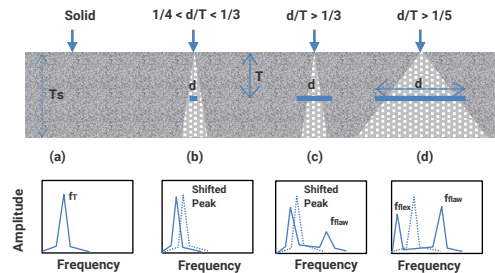 Solid
1/4 < d/T < 1/3
d/T > 1/3
d/T > 1/5
Ts
d
T
d
d
(a)
(b)
(c)
(d)
Amplitude
fT
Shifted
Peak
Shifted
Peak
fflaw
fflex
fflaw
Frequency
Frequency
Frequency
Frequency